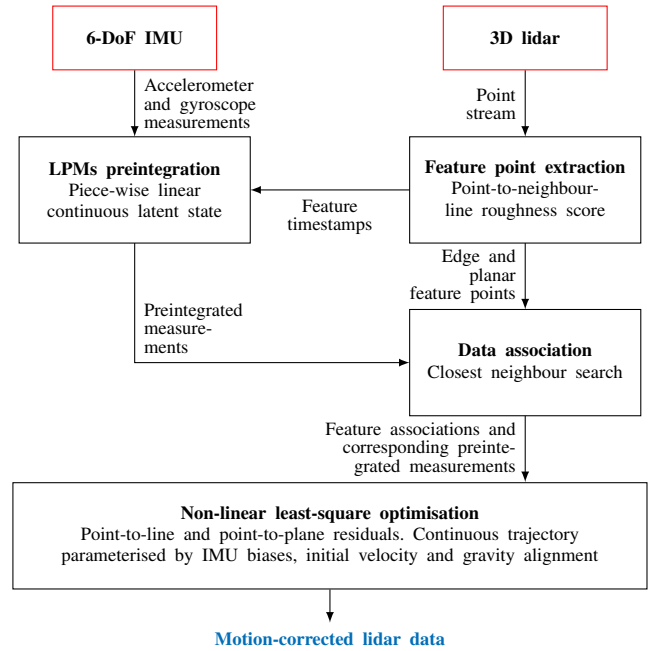 6-DoF IMU
3D lidar
Accelerometer
and gyroscope
measurements
Point
stream
LPMs preintegration
Piece-wise linear
continuous latent state
Feature point extraction
Point-to-neighbour-
line roughness score
Feature
timestamps
Edge and
planar
feature points
Preintegrated
measure-
ments
Data association
Closest neighbour search
Feature associations and
corresponding preinte-
grated measurements
Non-linear least-square optimisation
Point-to-line and point-to-plane residuals. Continuous trajectory
parameterised by IMU biases, initial velocity and gravity alignment
Motion-corrected lidar data